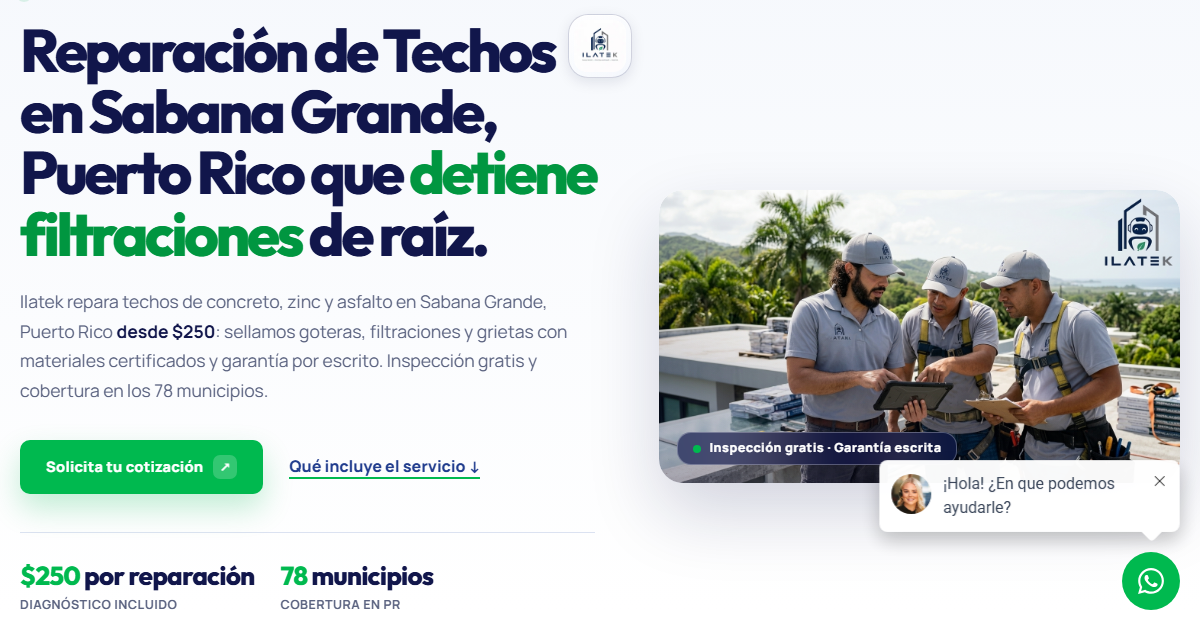 Reparación de Techos
en Sabana Grande,
Puerto Rico que detiene
filtraciones de raíz.
ILATEK
Ilatek repara techos de concreto, zinc y asfalto en Sabana Grande,
Puerto Rico desde $250: sellamos goteras, filtraciones y grietas con
materiales certificados y garantía por escrito. Inspección gratis y
cobertura en los 78 municipios.
Solicita tu cotización ↗
Qué incluye el servicio ↓
$250 por reparación
DIAGNÓSTICO INCLUIDO
78 municipios
COBERTURA EN PR
ILATEK
Inspección gratis · Garantía escrita
¡Hola! ¿En que podemos
ayudarle?